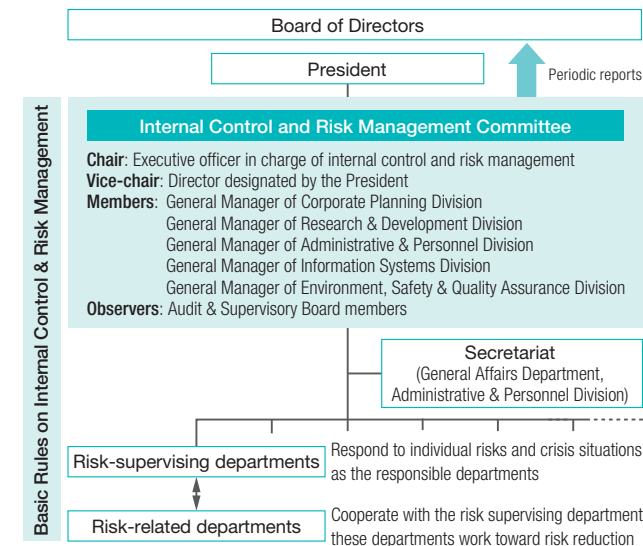 Board of Directors
President
Periodic reports
Basic Rules on Internal Control & Risk Management
Internal Control and Risk Management Committee
Chair: Executive officer in charge of internal control and risk management
Vice-chair: Director designated by the President
Members: General Manager of Corporate Planning Division
General Manager of Research & Development Division
General Manager of Administrative & Personnel Division
General Manager of Information Systems Division
General Manager of Environment, Safety & Quality Assurance Division
Observers: Audit & Supervisory Board members
Secretariat
(General Affairs Department,
Administrative & Personnel Division)
Risk-supervising departments
Respond to individual risks and crisis situations
as the responsible departments
Risk-related departments
Cooperate with the risk supervising department
these departments work toward risk reduction